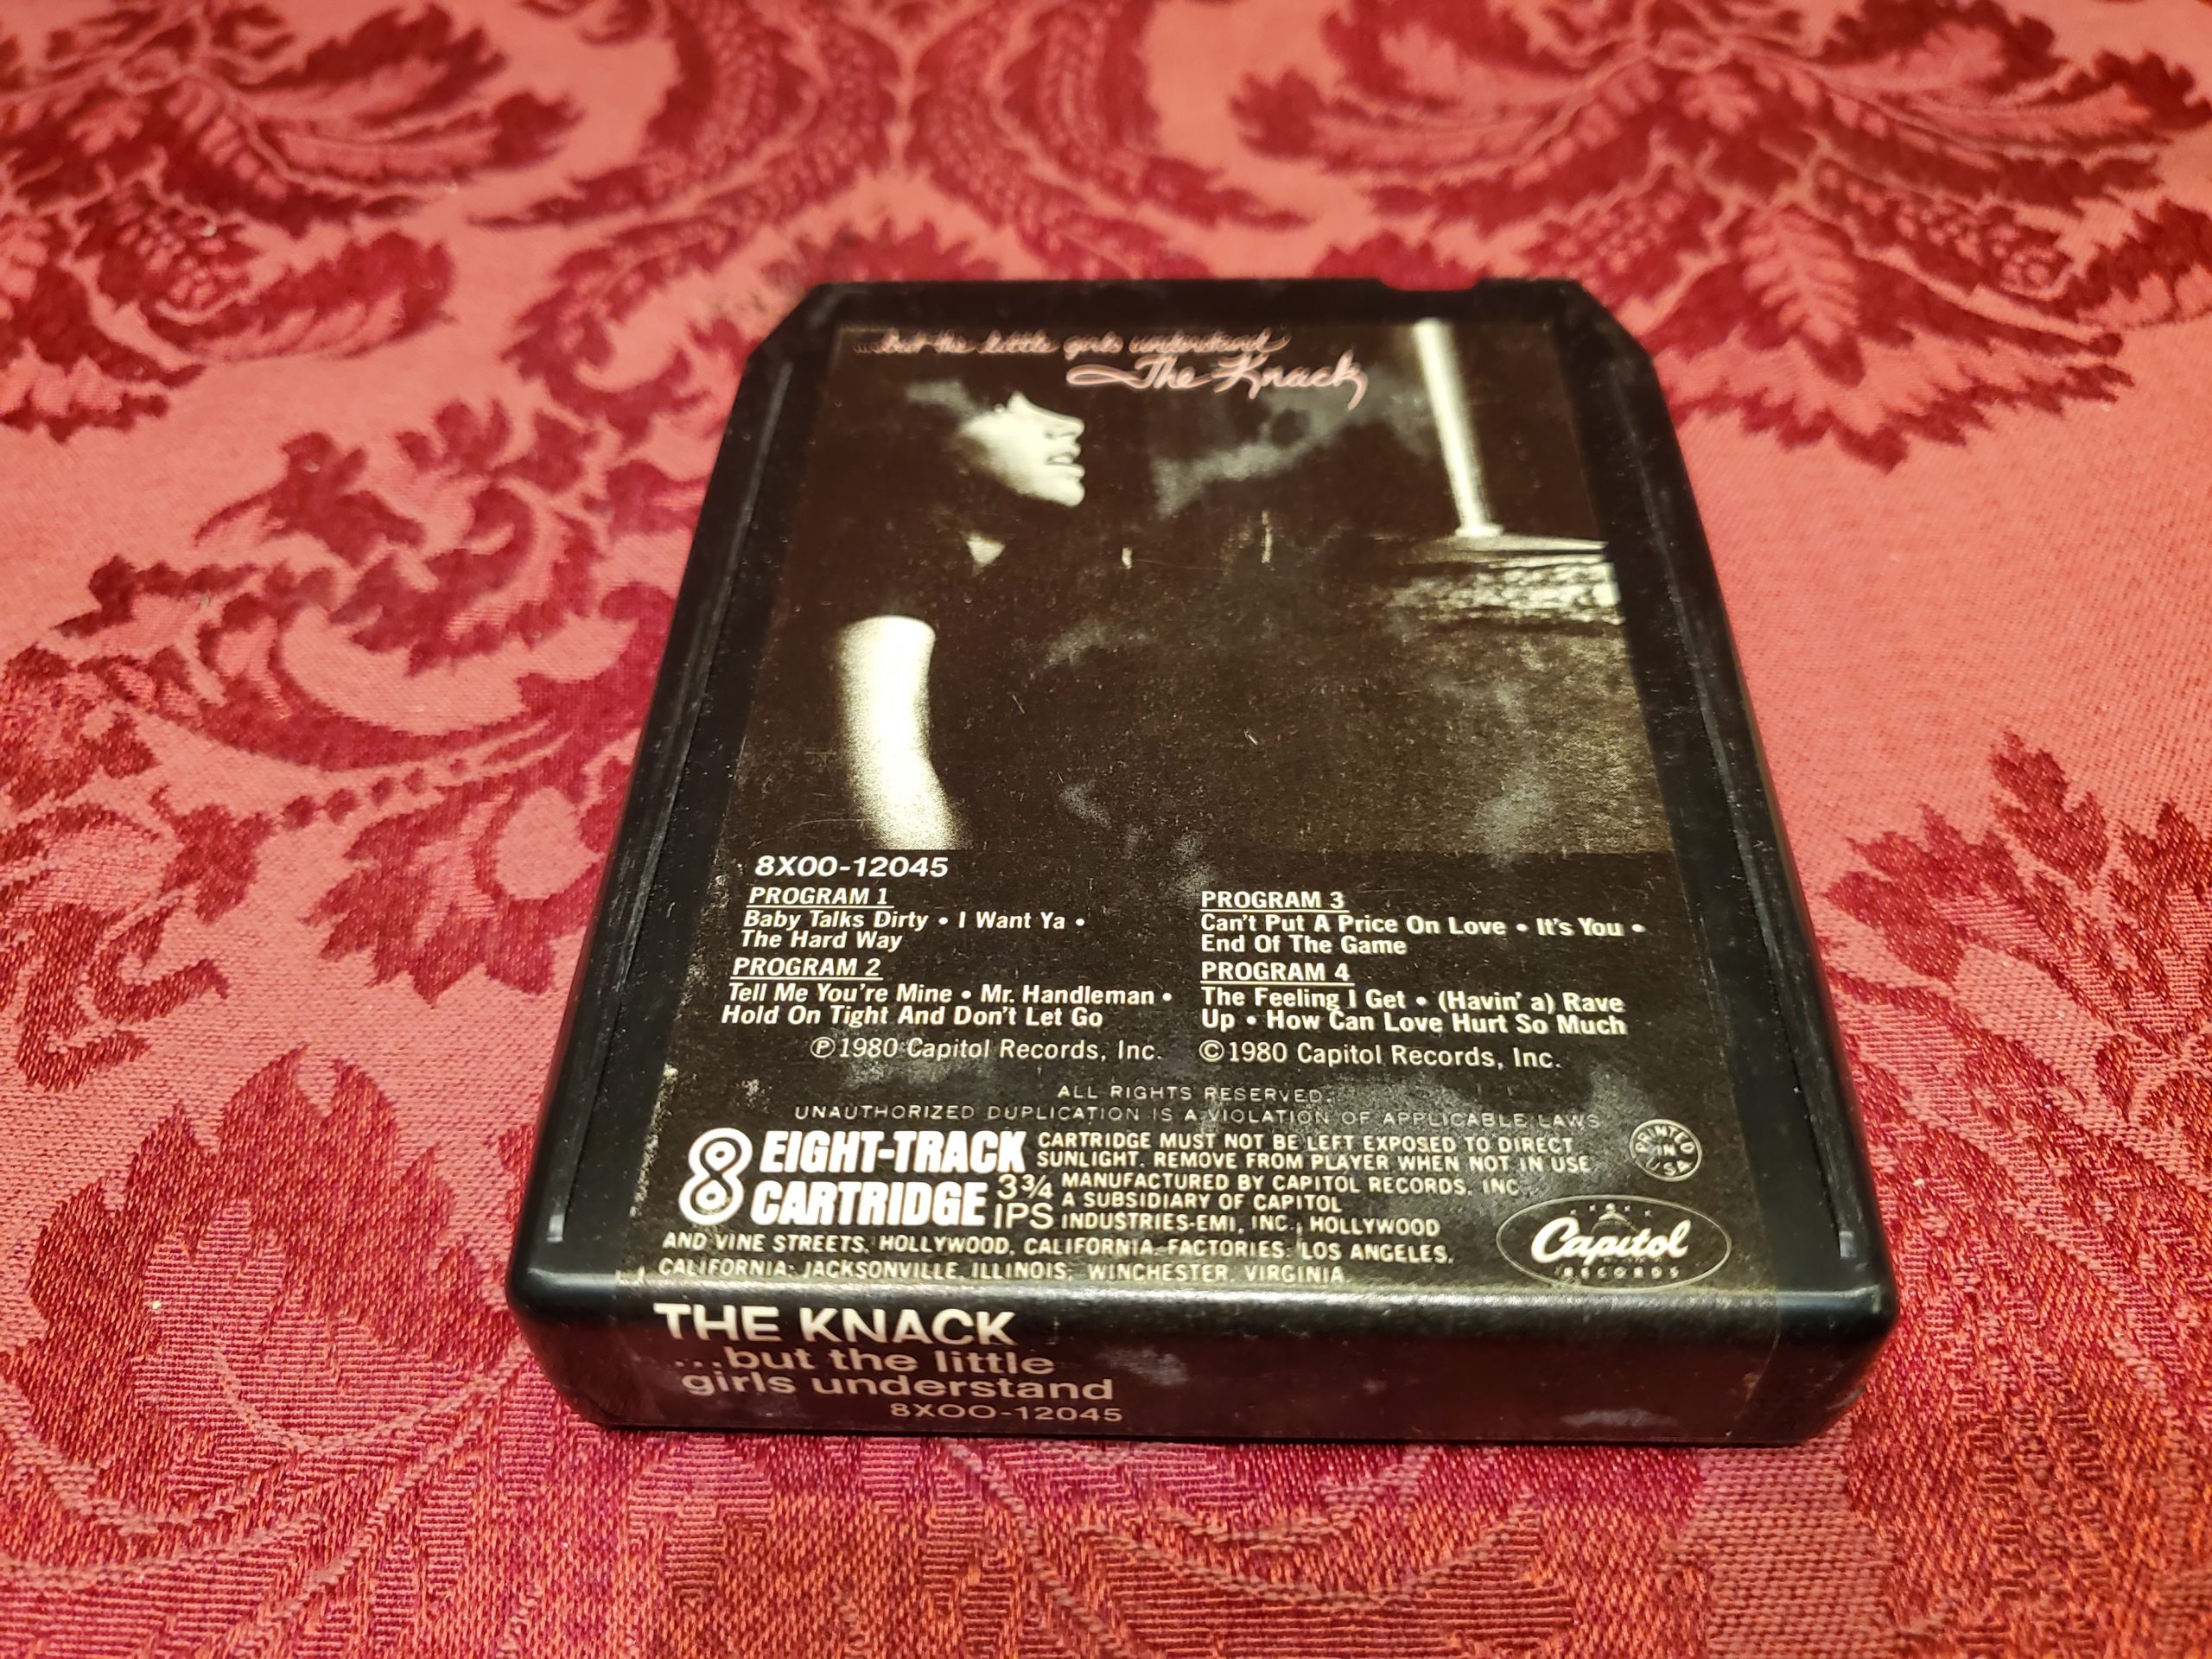 ...but the little girls understand
The Knack
8XOO-12045
PROGRAM 1
Baby Talks Dirty • I Want Ya •
The Hard Way
PROGRAM 2
Tell Me You're Mine • Mr. Handleman •
Hold On Tight And Don't Let Go
PROGRAM 3
Can't Put A Price On Love • It's You •
End Of The Game
PROGRAM 4
The Feeling I Get • (Havin' a) Rave
Up • How Can Love Hurt So Much
℗1980 Capitol Records, Inc. ©1980 Capitol Records, Inc.
ALL RIGHTS RESERVED.
UNAUTHORIZED DUPLICATION IS A VIOLATION OF APPLICABLE LAWS
8 EIGHT-TRACK
CARTRIDGE
3¾
IPS
CARTRIDGE MUST NOT BE LEFT EXPOSED TO DIRECT
SUNLIGHT. REMOVE FROM PLAYER WHEN NOT IN USE
MANUFACTURED BY CAPITOL RECORDS, INC.
A SUBSIDIARY OF CAPITOL
INDUSTRIES-EMI, INC., HOLLYWOOD
AND VINE STREETS, HOLLYWOOD, CALIFORNIA. FACTORIES: LOS ANGELES,
CALIFORNIA; JACKSONVILLE, ILLINOIS; WINCHESTER, VIRGINIA.
PRINTED
IN
USA
Capitol
RECORDS
THE KNACK
...but the little
girls understand
8XOO-12045